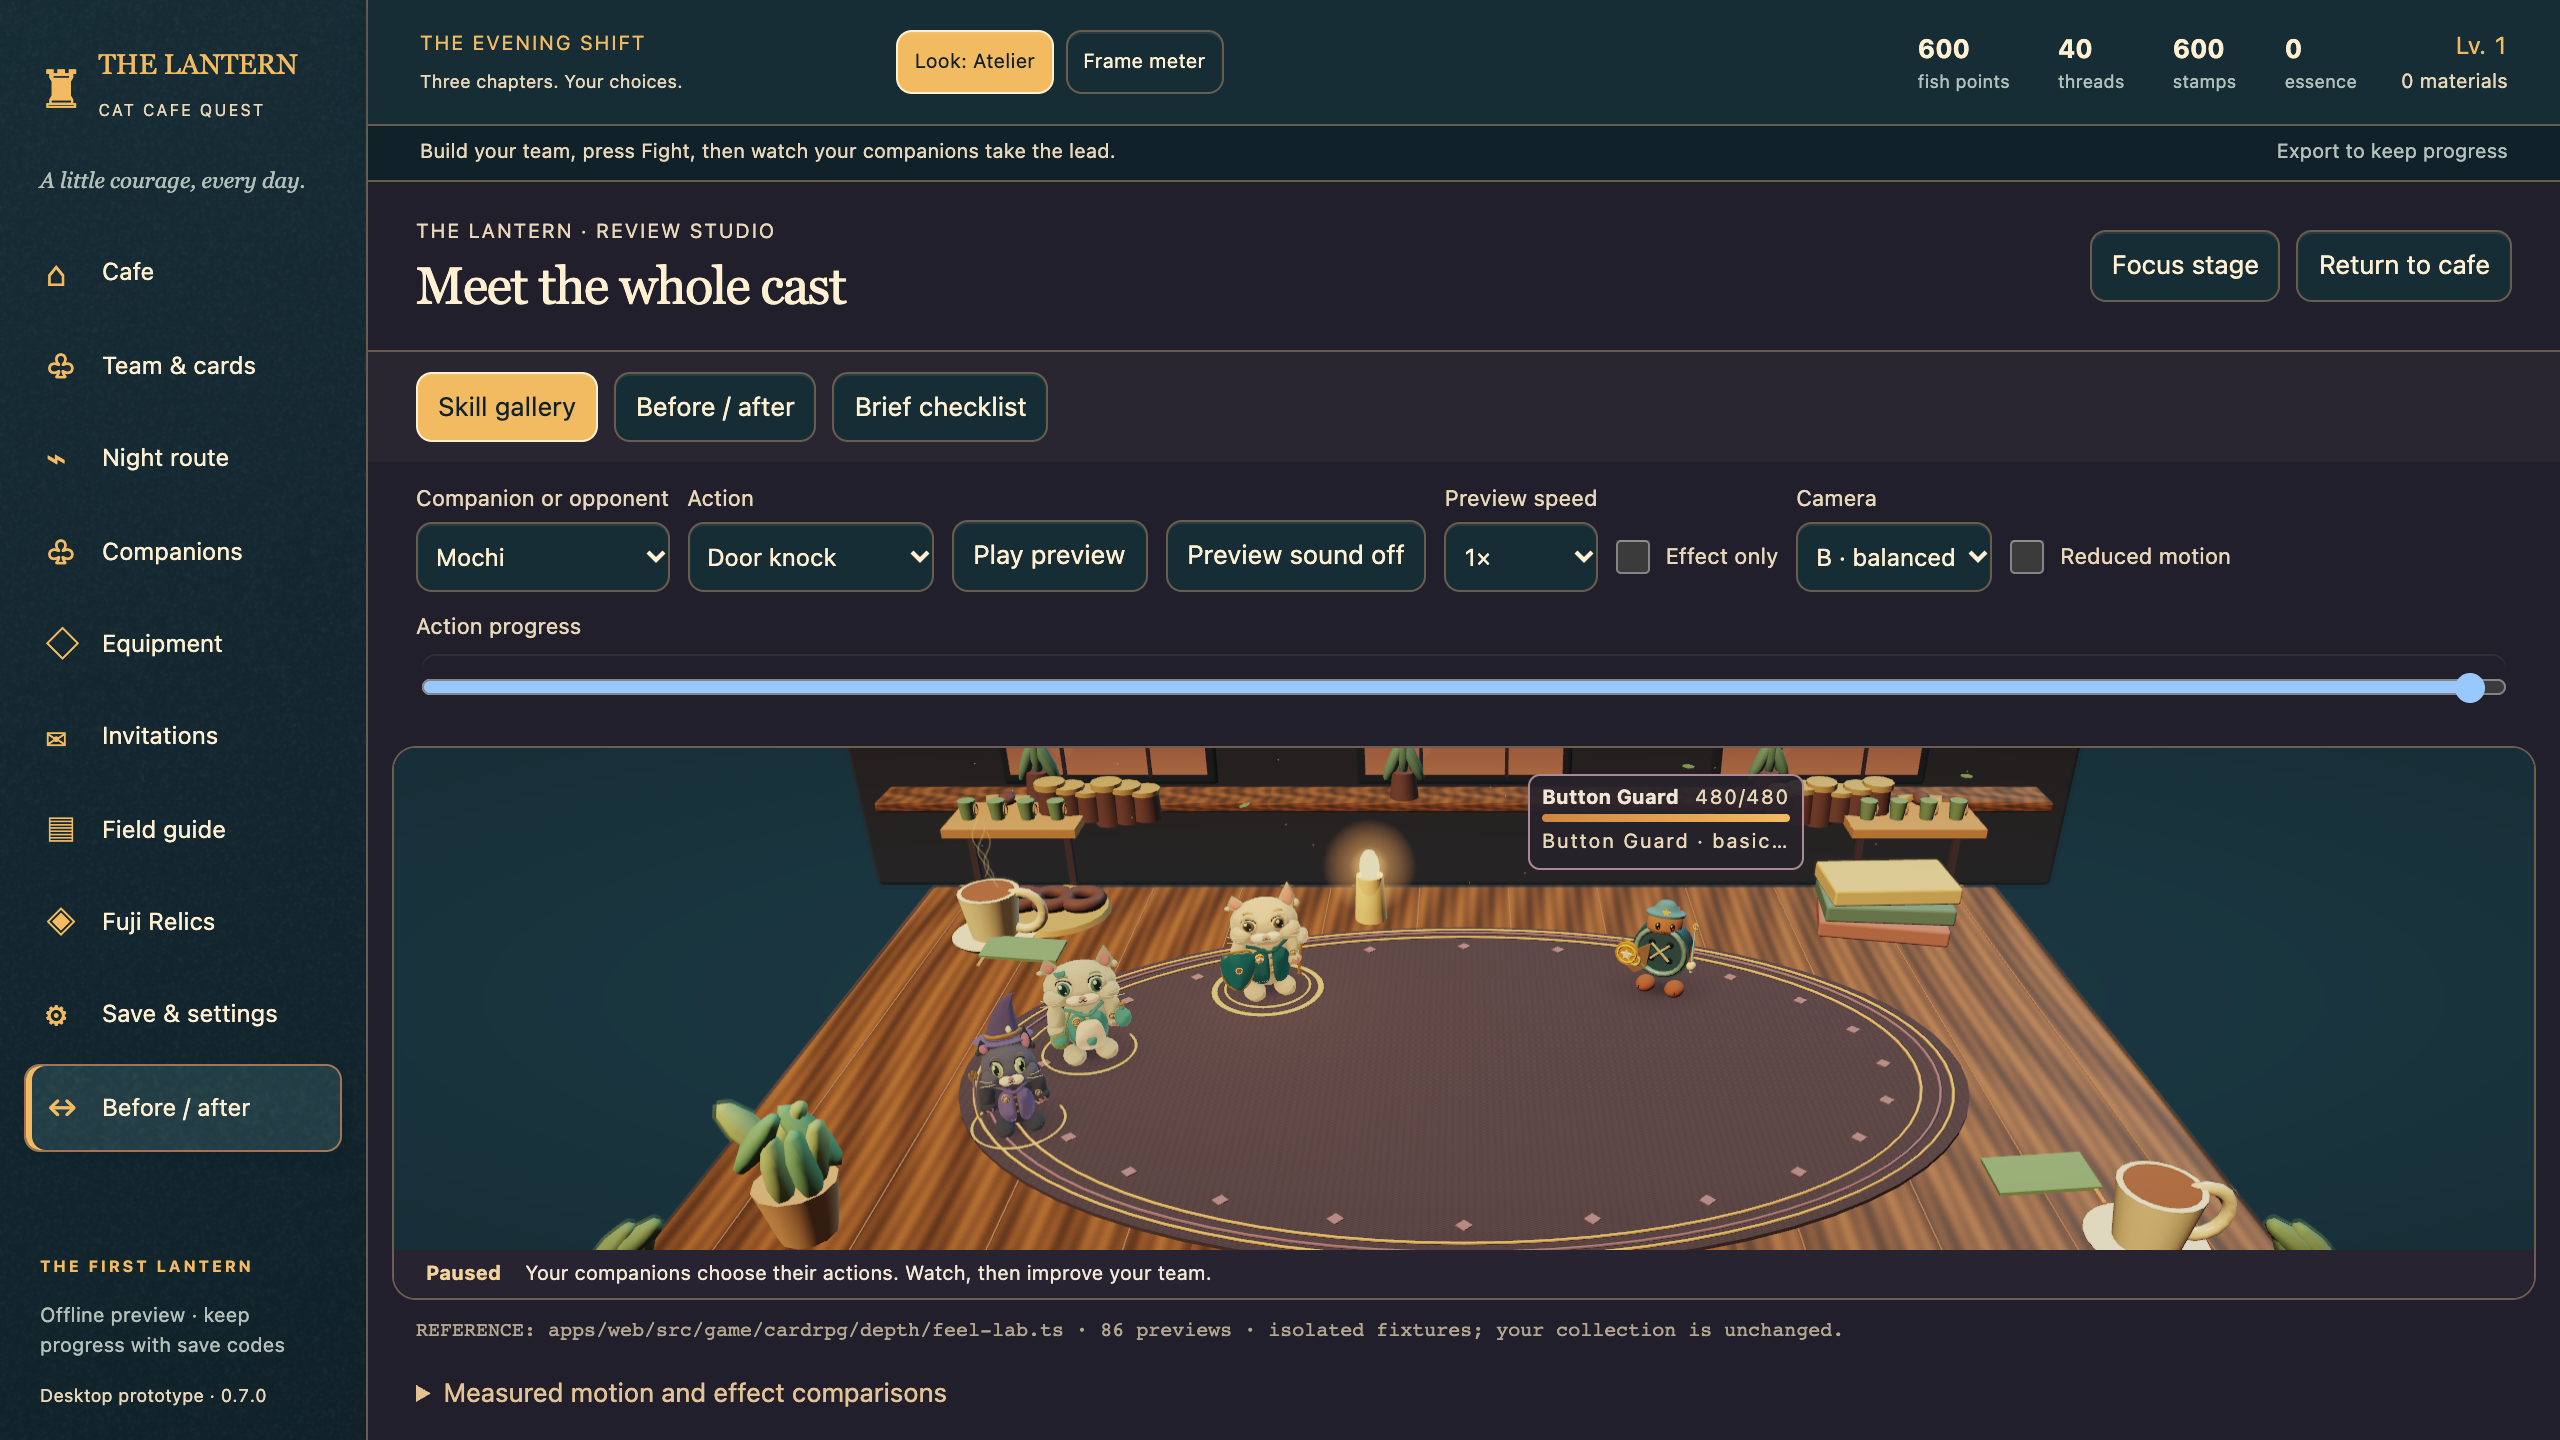 THE LANTERN
CAT CAFE QUEST
A little courage, every day.
Cafe
Team & cards
Night route
Companions
Equipment
Invitations
Field guide
Fuji Relics
Save & settings
Before / after
THE FIRST LANTERN
Offline preview · keep
progress with save codes
Desktop prototype · 0.7.0
THE EVENING SHIFT
Three chapters. Your choices.
Look: Atelier
Frame meter
600
fish points
40
threads
600
stamps
0
essence
Lv. 1
0 materials
Build your team, press Fight, then watch your companions take the lead.
Export to keep progress
THE LANTERN · REVIEW STUDIO
Meet the whole cast
Focus stage
Return to cafe
Skill gallery
Before / after
Brief checklist
Companion or opponent
Mochi
Action
Door knock
Play preview
Preview sound off
Preview speed
1×
Effect only
Camera
B · balanced
Reduced motion
Action progress
Button Guard 480/480
Button Guard · basic…
Paused Your companions choose their actions. Watch, then improve your team.
REFERENCE: apps/web/src/game/cardrpg/depth/feel-lab.ts · 86 previews · isolated fixtures; your collection is unchanged.
Measured motion and effect comparisons